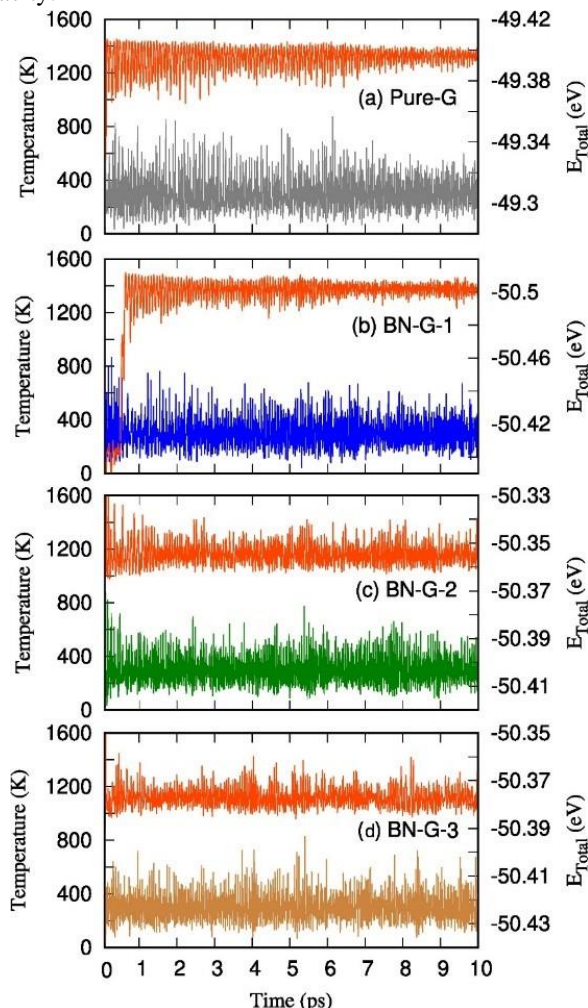 1600
1200
800
400
0
Temperature (K)
(a) Pure-G
-49.42
-49.38
-49.34
-49.3
E_Total (eV)
1600
1200
800
400
0
Temperature (K)
(b) BN-G-1
-50.5
-50.46
-50.42
E_Total (eV)
1600
1200
800
400
0
Temperature (K)
(c) BN-G-2
-50.33
-50.35
-50.37
-50.39
-50.41
E_Total (eV)
1600
1200
800
400
0
Temperature (K)
(d) BN-G-3
-50.35
-50.37
-50.38
-50.41
-50.43
E_Total (eV)
0 1 2 3 4 5 6 7 8 9 10
Time (ps)